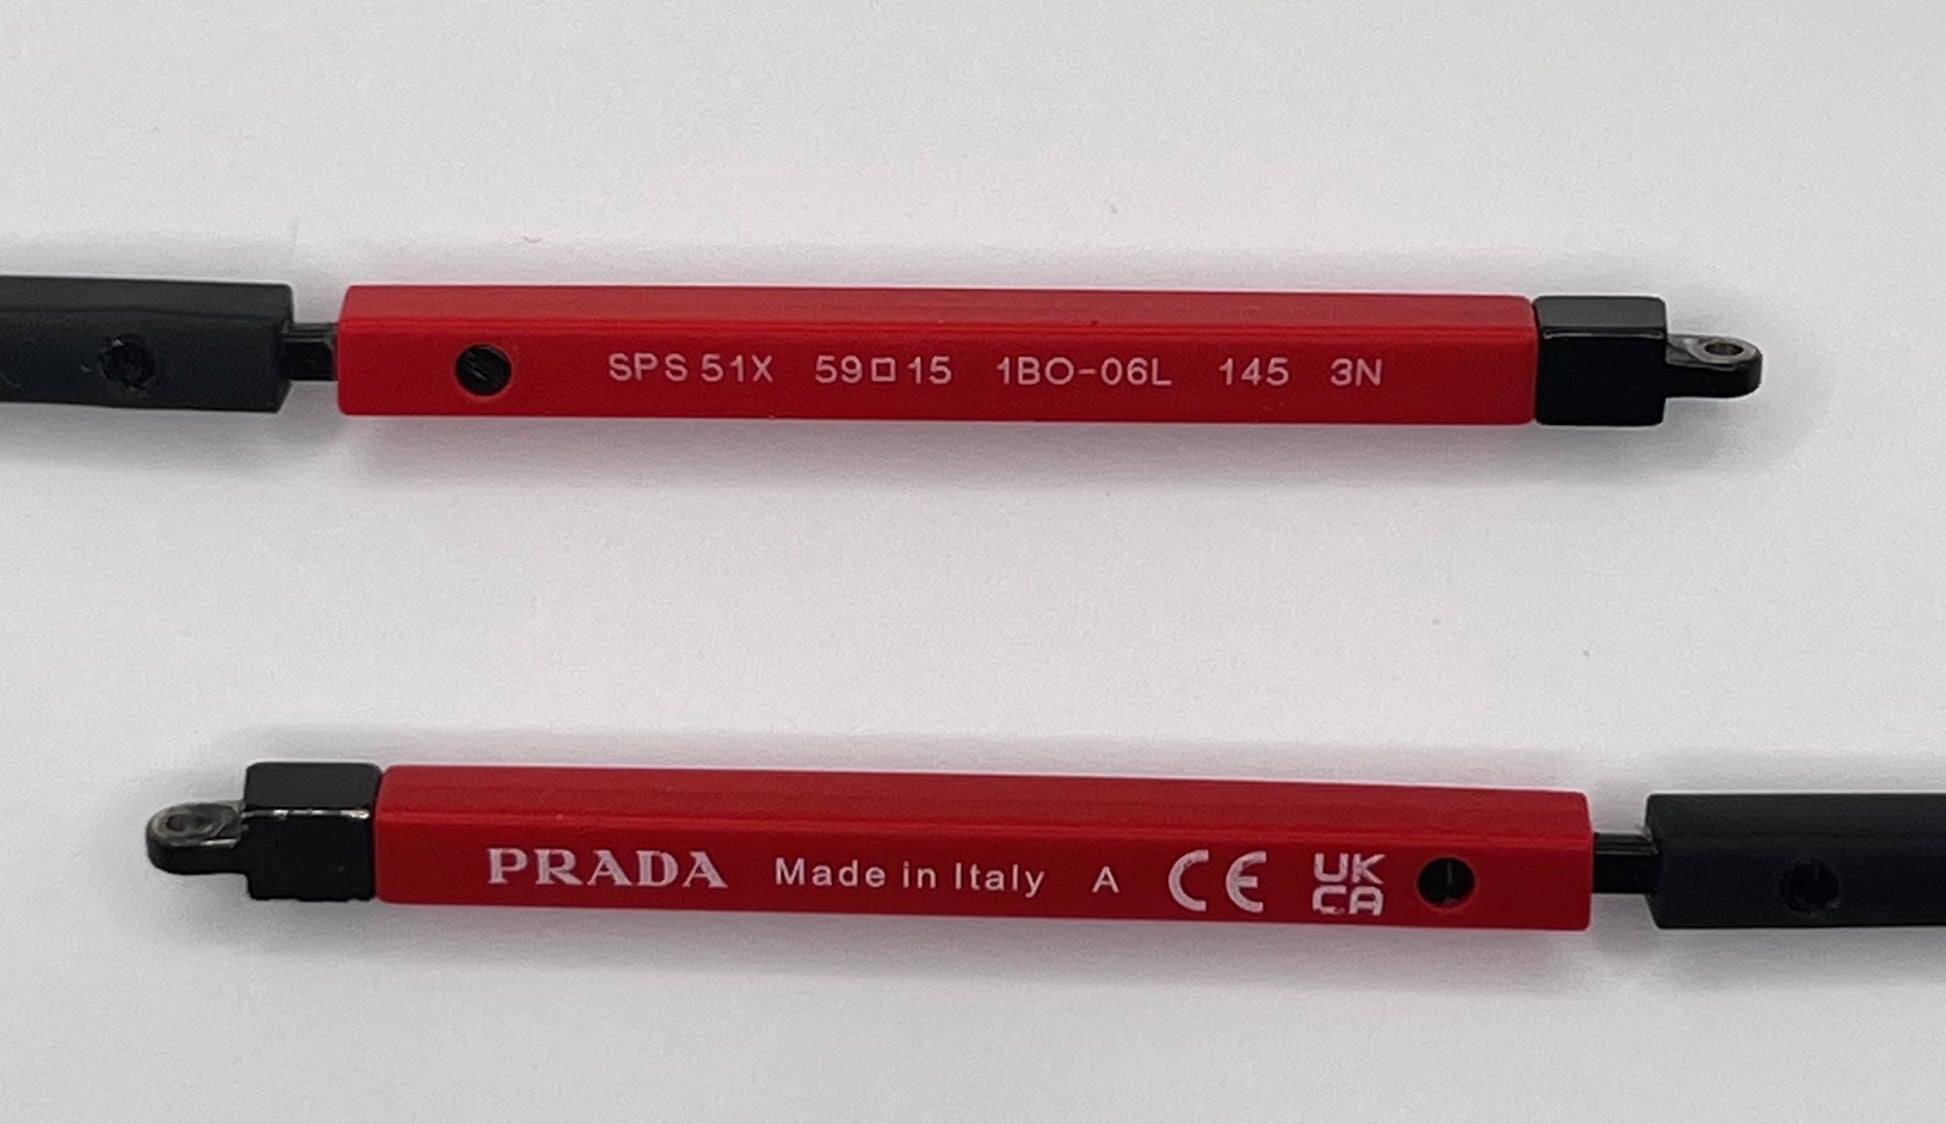 SPS 51X 59□15 1BO-06L 145 3N
PRADA Made in Italy A CE UK
CA